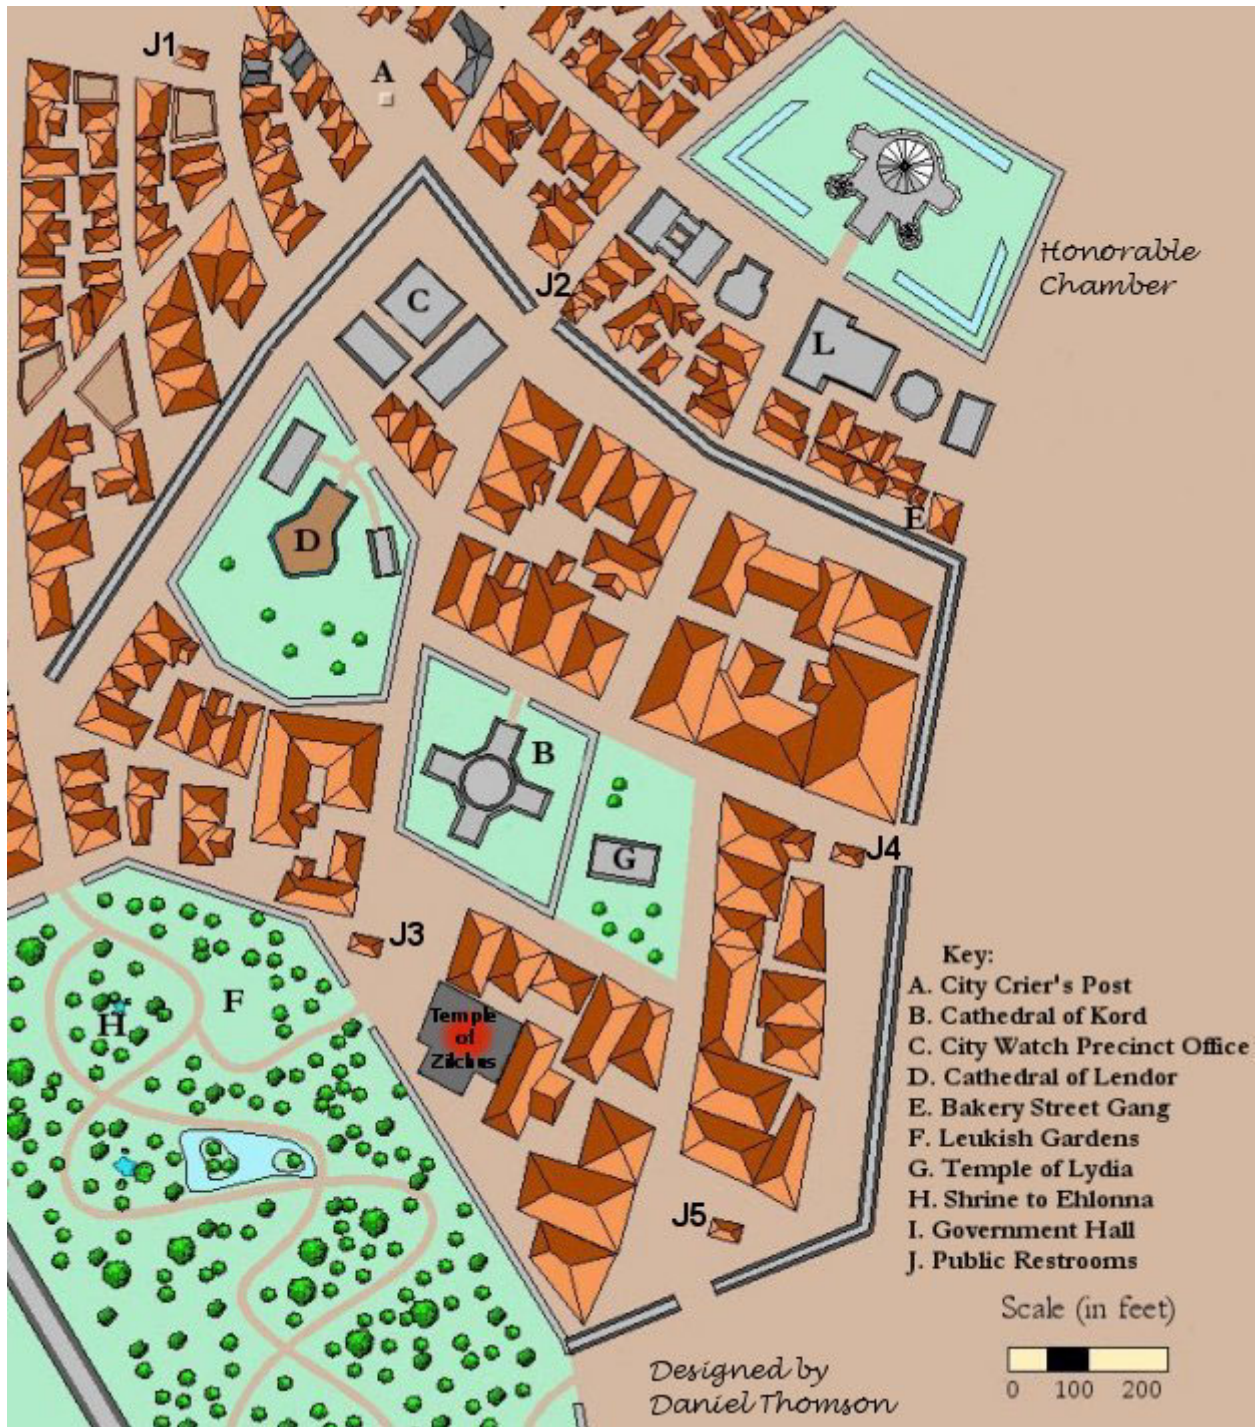 J1
A
Honorable
Chamber
J2
C
L
E
D
B
G
J4
J3
F
H
Temple
of
Zilchus
J5
Key:
A. City Crier's Post
B. Cathedral of Kord
C. City Watch Precinct Office
D. Cathedral of Lendor
E. Bakery Street Gang
F. Leukish Gardens
G. Temple of Lydia
H. Shrine to Ehlonna
I. Government Hall
J. Public Restrooms
Scale (in feet)
0 100 200
Designed by
Daniel Thomson